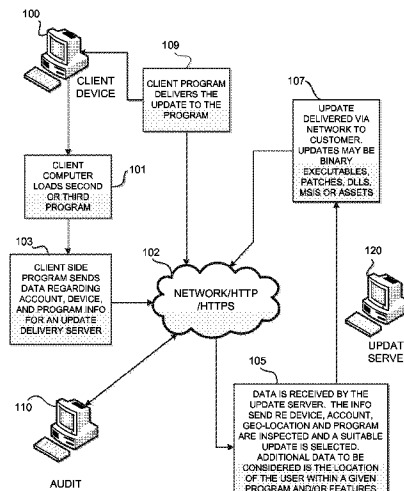 100
CLIENT
DEVICE
109
CLIENT PROGRAM
DELIVERS THE
UPDATE TO THE
PROGRAM
107
UPDATE
DELIVERED VIA
NETWORK TO
CUSTOMER.
UPDATES MAY BE
BINARY
EXECUTABLES,
PATCHES, DLLS,
MSIS OR ASSETS
CLIENT
COMPUTER
LOADS SECOND
OR THIRD
PROGRAM
101
103
CLIENT SIDE
PROGRAM SENDS
DATA REGARDING
ACCOUNT, DEVICE,
AND PROGRAM INFO
FOR AN UPDATE
DELIVERY SERVER
102
NETWORK/HTTP
/HTTPS
120
UPDAT
SERVE
105
DATA IS RECEIVED BY THE
UPDATE SERVER. THE INFO
SEND RE DEVICE, ACCOUNT,
GEO-LOCATION AND PROGRAM
ARE INSPECTED AND A SUITABLE
UPDATE IS SELECTED.
ADDITIONAL DATA TO BE
CONSIDERED IS THE LOCATION
OF THE USER WITHIN A GIVEN
PROGRAM AND/OR FEATURES
110
AUDIT